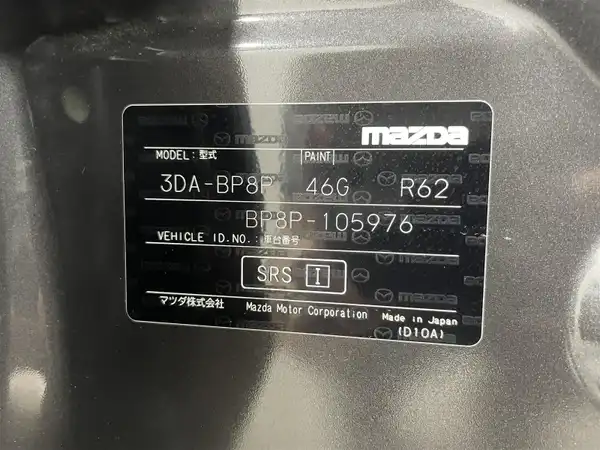 mazda
MODEL:型式 PAINT
3DA-BP8P 46G R62
BP8P-105976
VEHICLE ID.NO.:車台番号
SRS I
マツダ株式会社 Mazda Motor Corporation Made in Japan
(D10A)